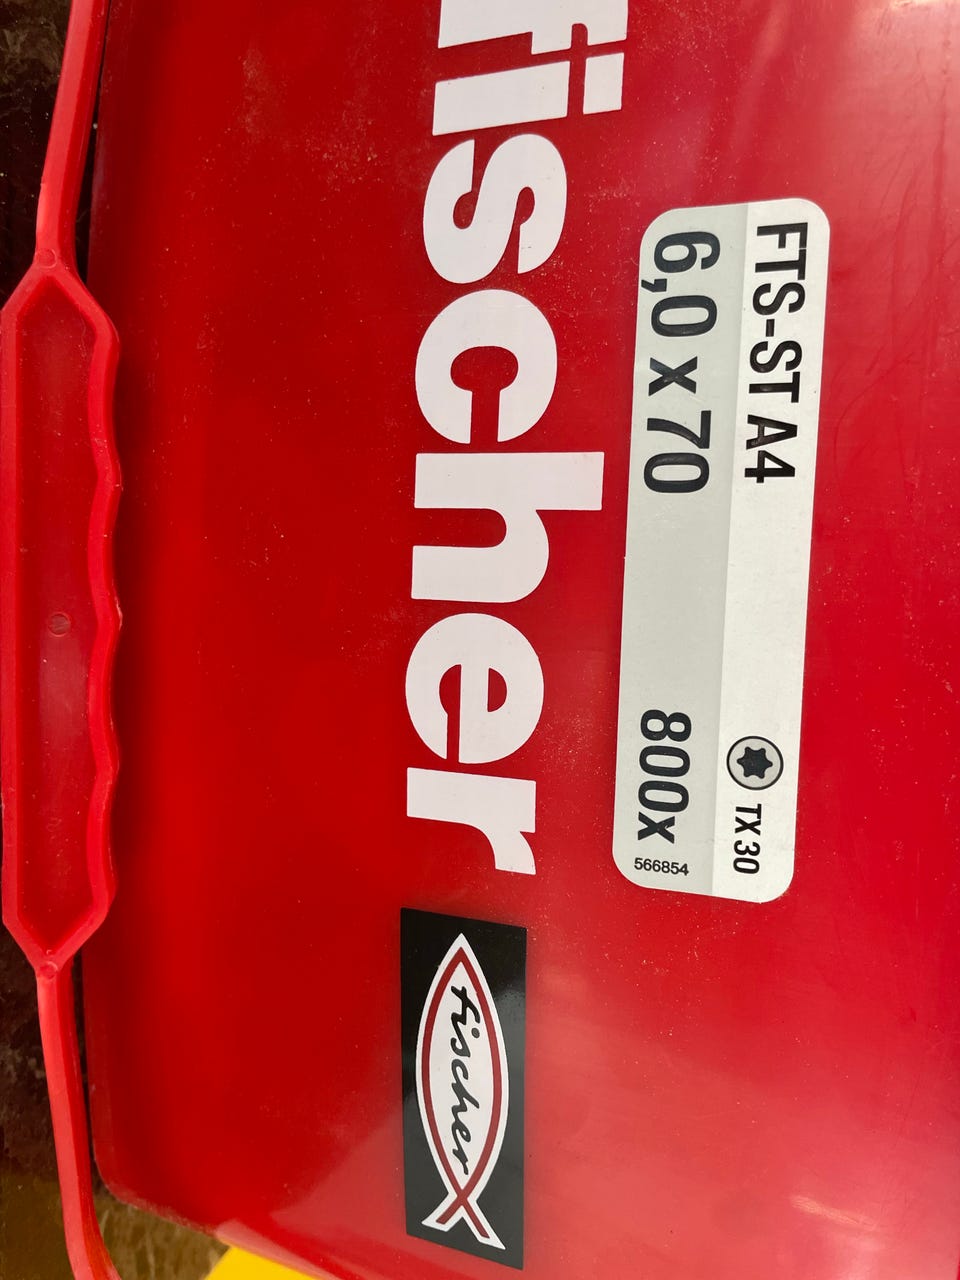 fischer
FTS-ST A4
TX 30
6,0 x 70
800x
566854
fischer